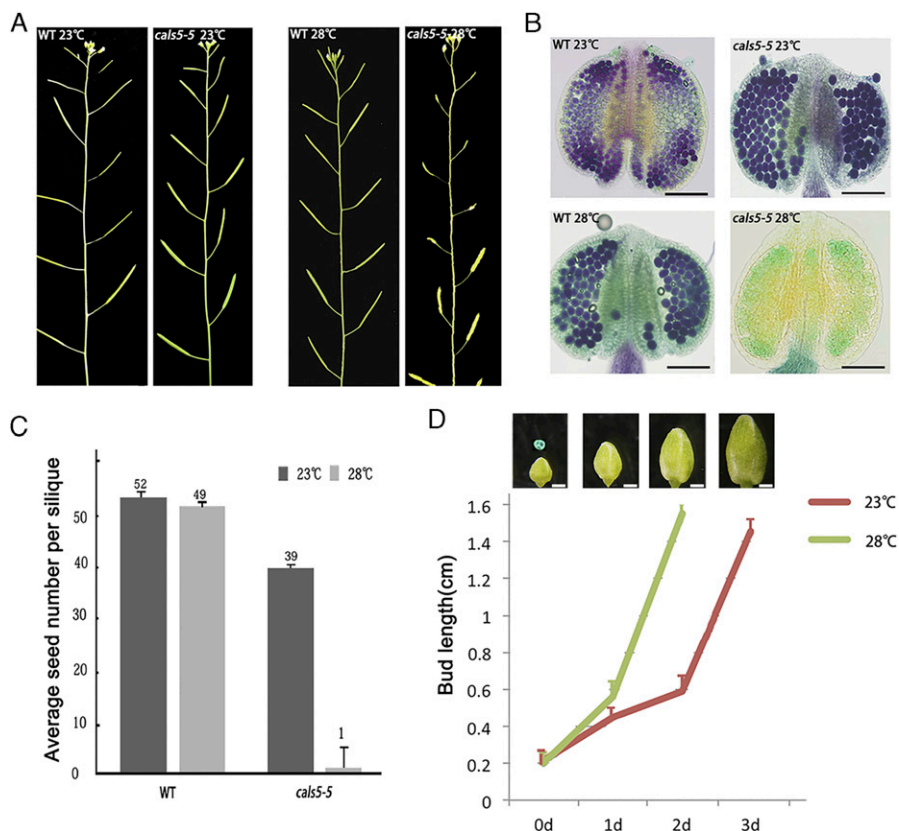 A
WT 23℃
cals5-5 23℃
WT 28℃
cals5-5 28℃
B
WT 23℃
cals5-5 23℃
WT 28℃
cals5-5 28℃
C
Average seed number per silique
50
40
30
20
10
0
52
49
39
1
23℃
28℃
WT
cals5-5
D
Bud length(cm)
1.6
1.4
1.2
1
0.8
0.6
0.4
0.2
0
0d
1d
2d
3d
23℃
28℃